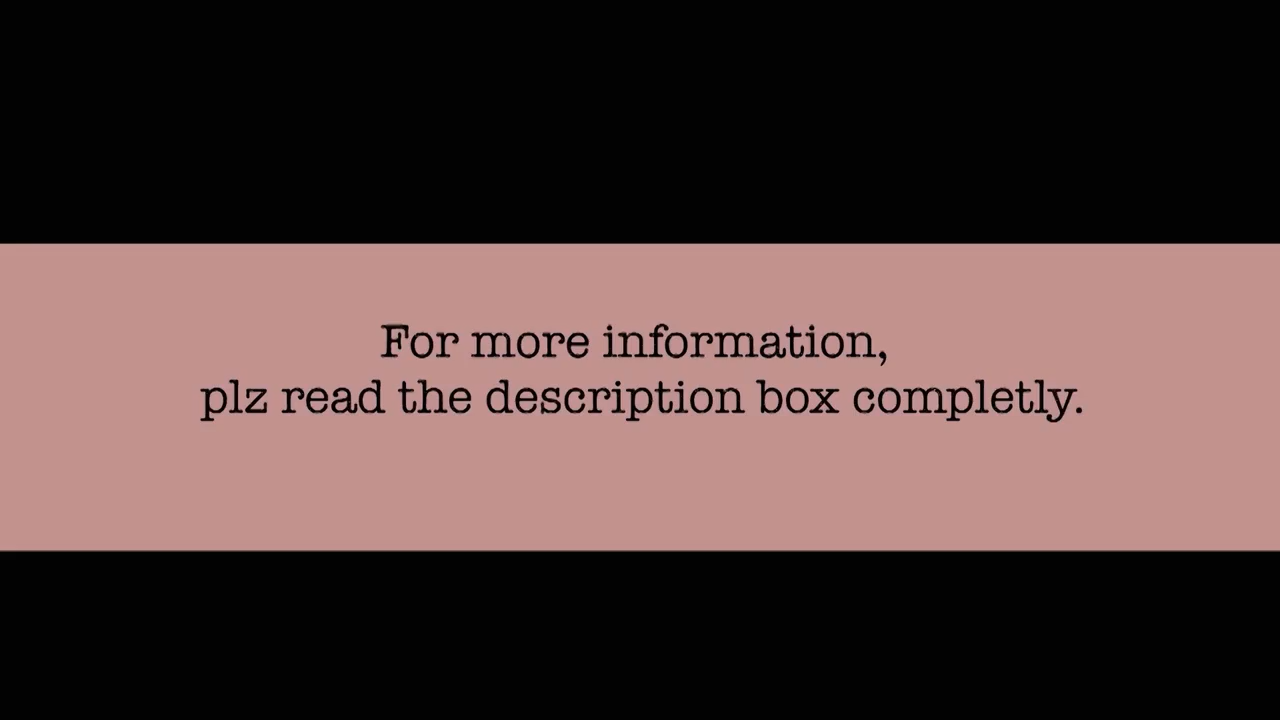 For more information,
plz read the description box completly.